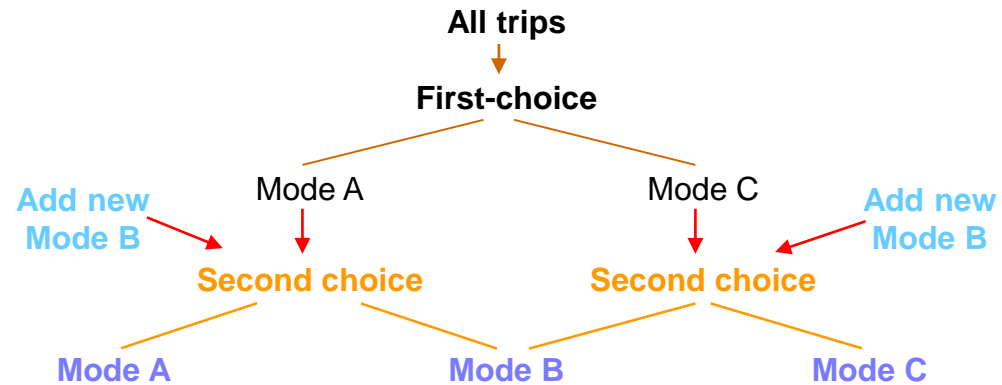 All trips
First-choice
Mode A
Mode C
Add new
Mode B
Add new
Mode B
Second choice
Second choice
Mode A
Mode B
Mode C